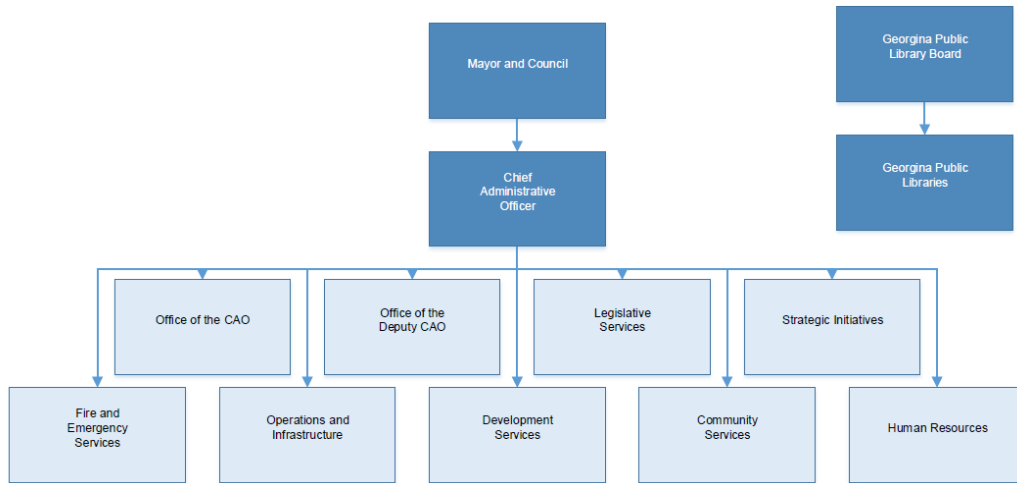 Mayor and Council
Georgina Public
Library Board
Chief
Administrative
Officer
Georgina Public
Libraries
Office of the CAO
Office of the
Deputy CAO
Legislative
Services
Strategic Initiatives
Fire and
Emergency
Services
Operations and
Infrastructure
Development
Services
Community
Services
Human Resources